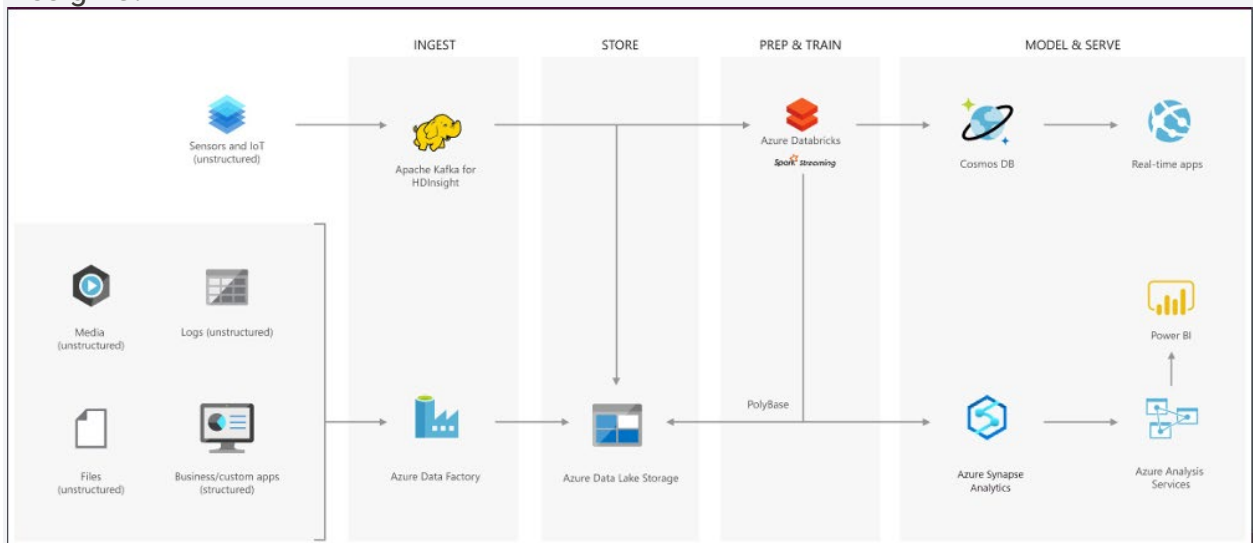 INGEST
STORE
PREP & TRAIN
MODEL & SERVE
Sensors and IoT
(unstructured)
Apache Kafka for
HDInsight
Azure Databricks
Spark Streaming
Cosmos DB
Real-time apps
Media
(unstructured)
Logs (unstructured)
Power BI
PolyBase
Files
(unstructured)
Business/custom apps
(structured)
Azure Data Factory
Azure Data Lake Storage
Azure Synapse
Analytics
Azure Analysis
Services